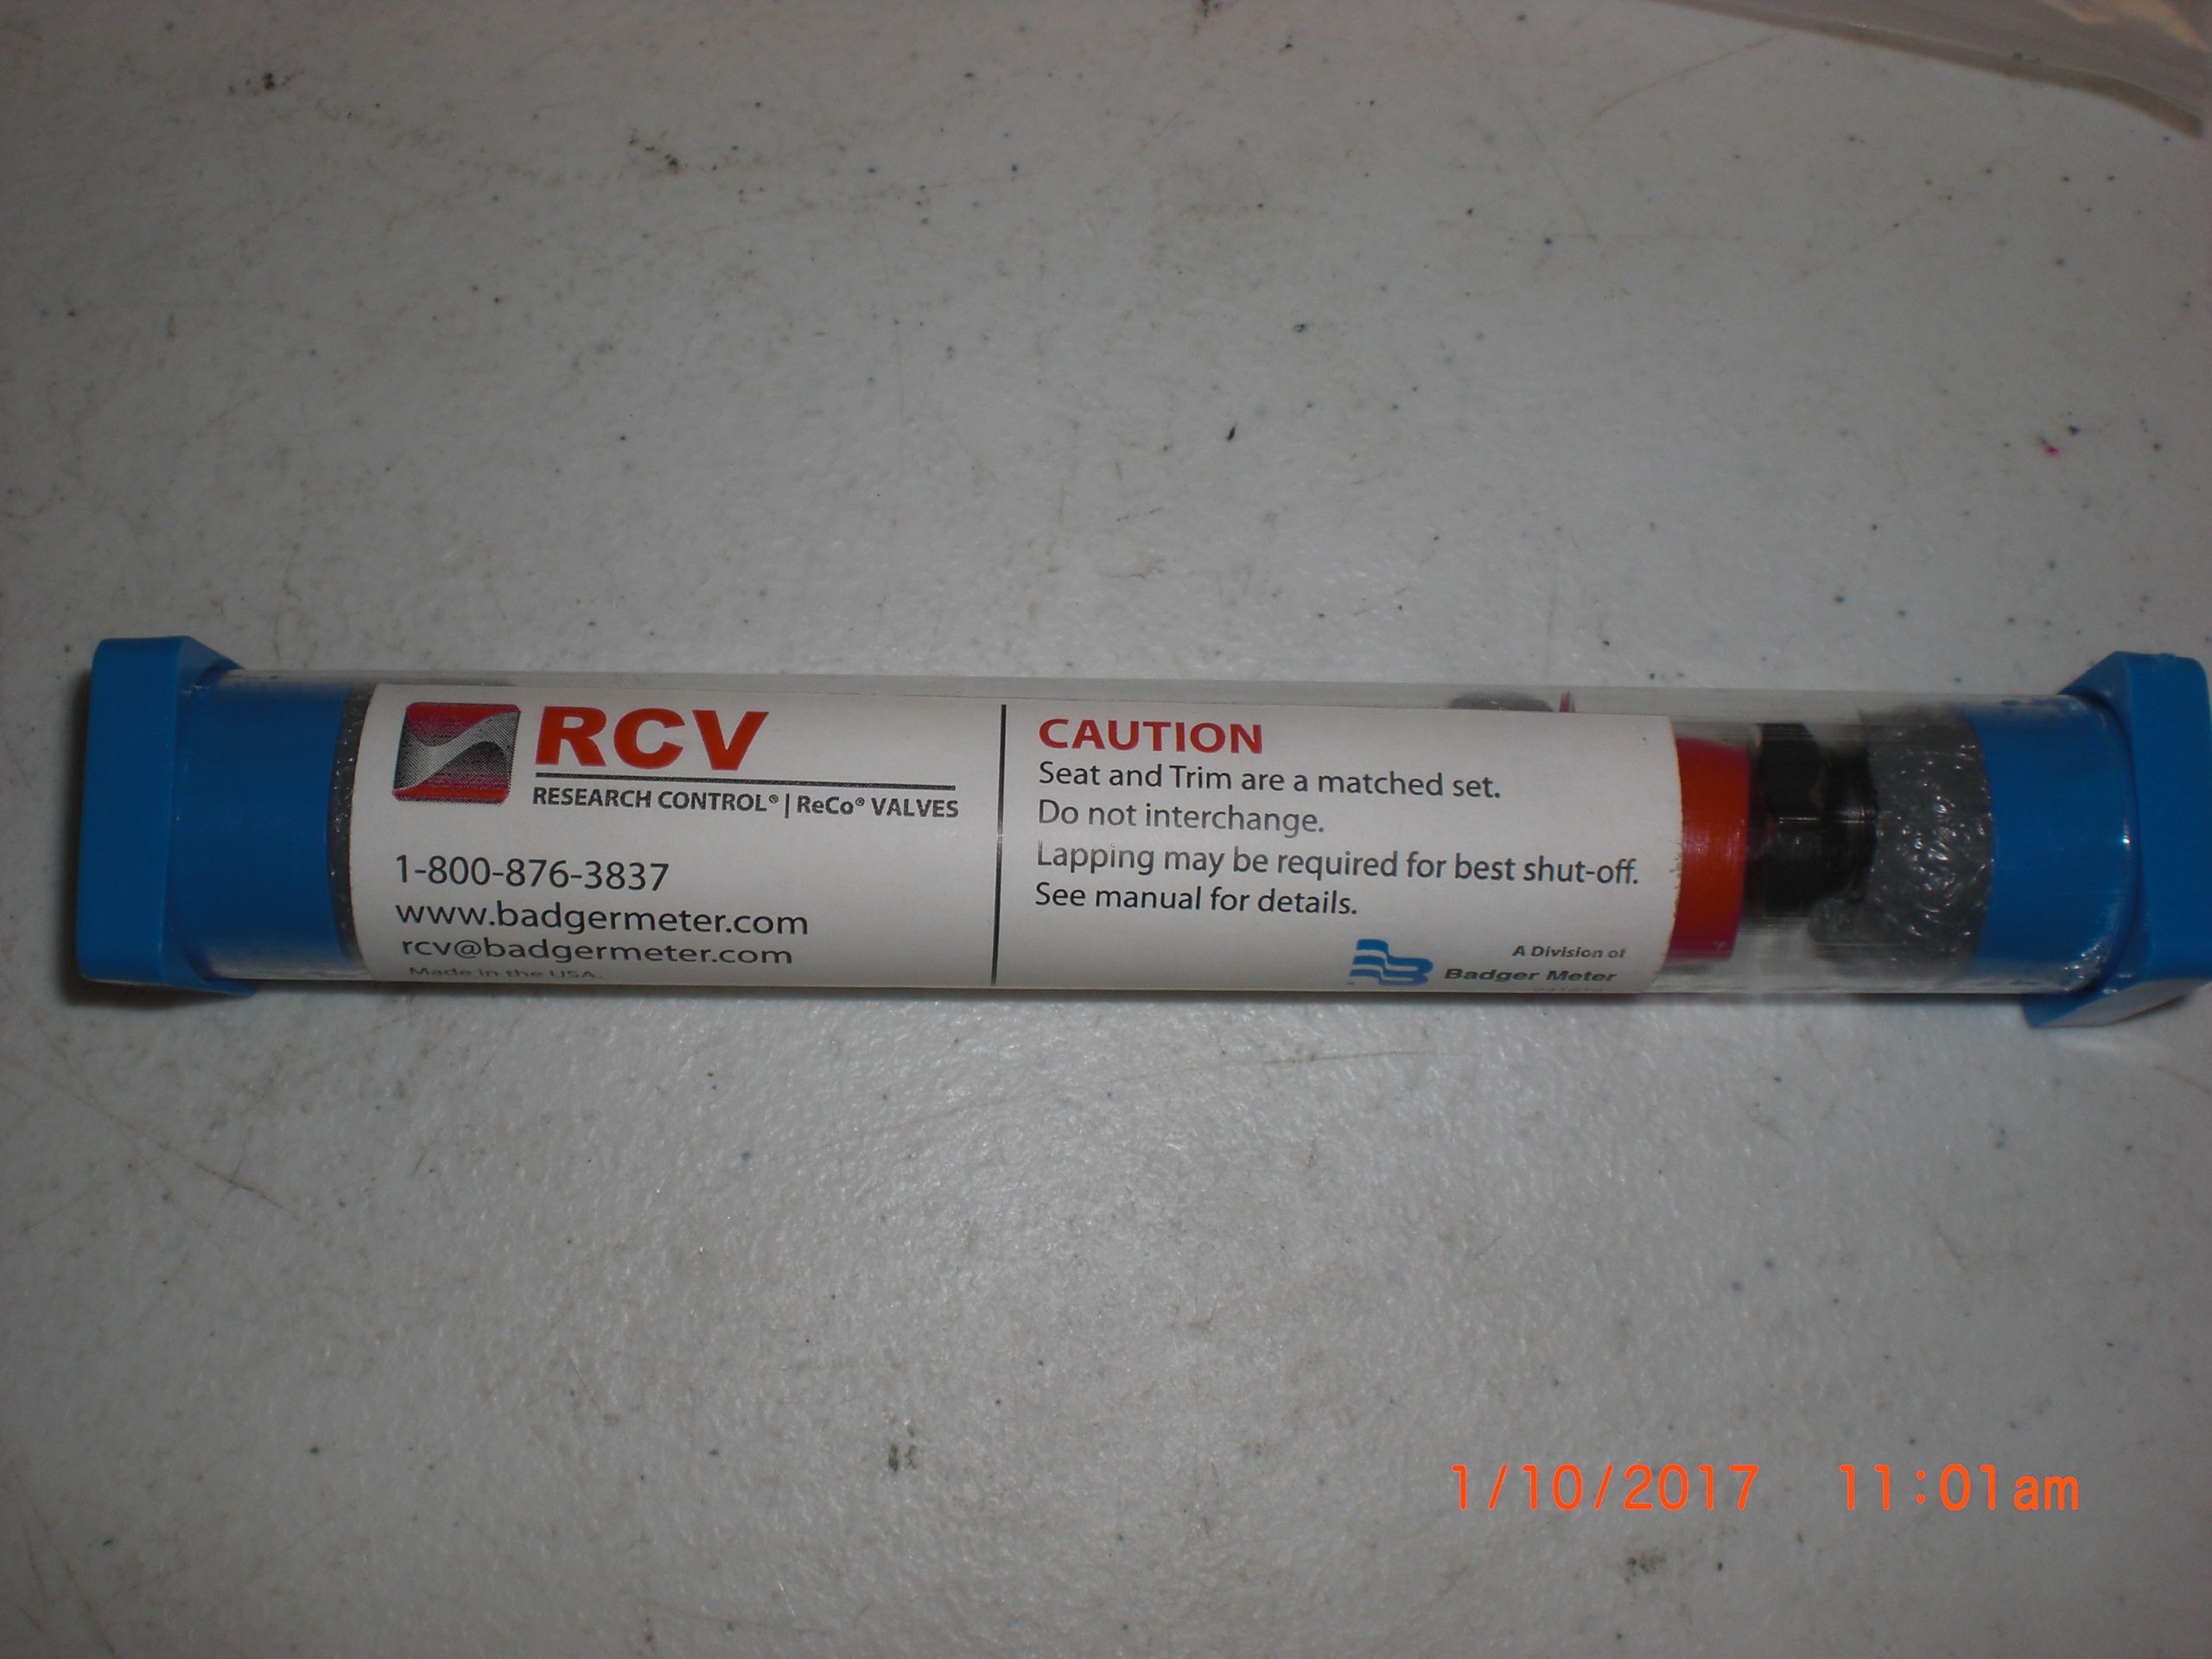 RCV
RESEARCH CONTROL® | ReCo® VALVES
1-800-876-3837
www.badgermeter.com
rcv@badgermeter.com
Made in the USA.
CAUTION
Seat and Trim are a matched set.
Do not interchange.
Lapping may be required for best shut-off.
See manual for details.
A Division of
Badger Meter
1/10/2017 11:01am